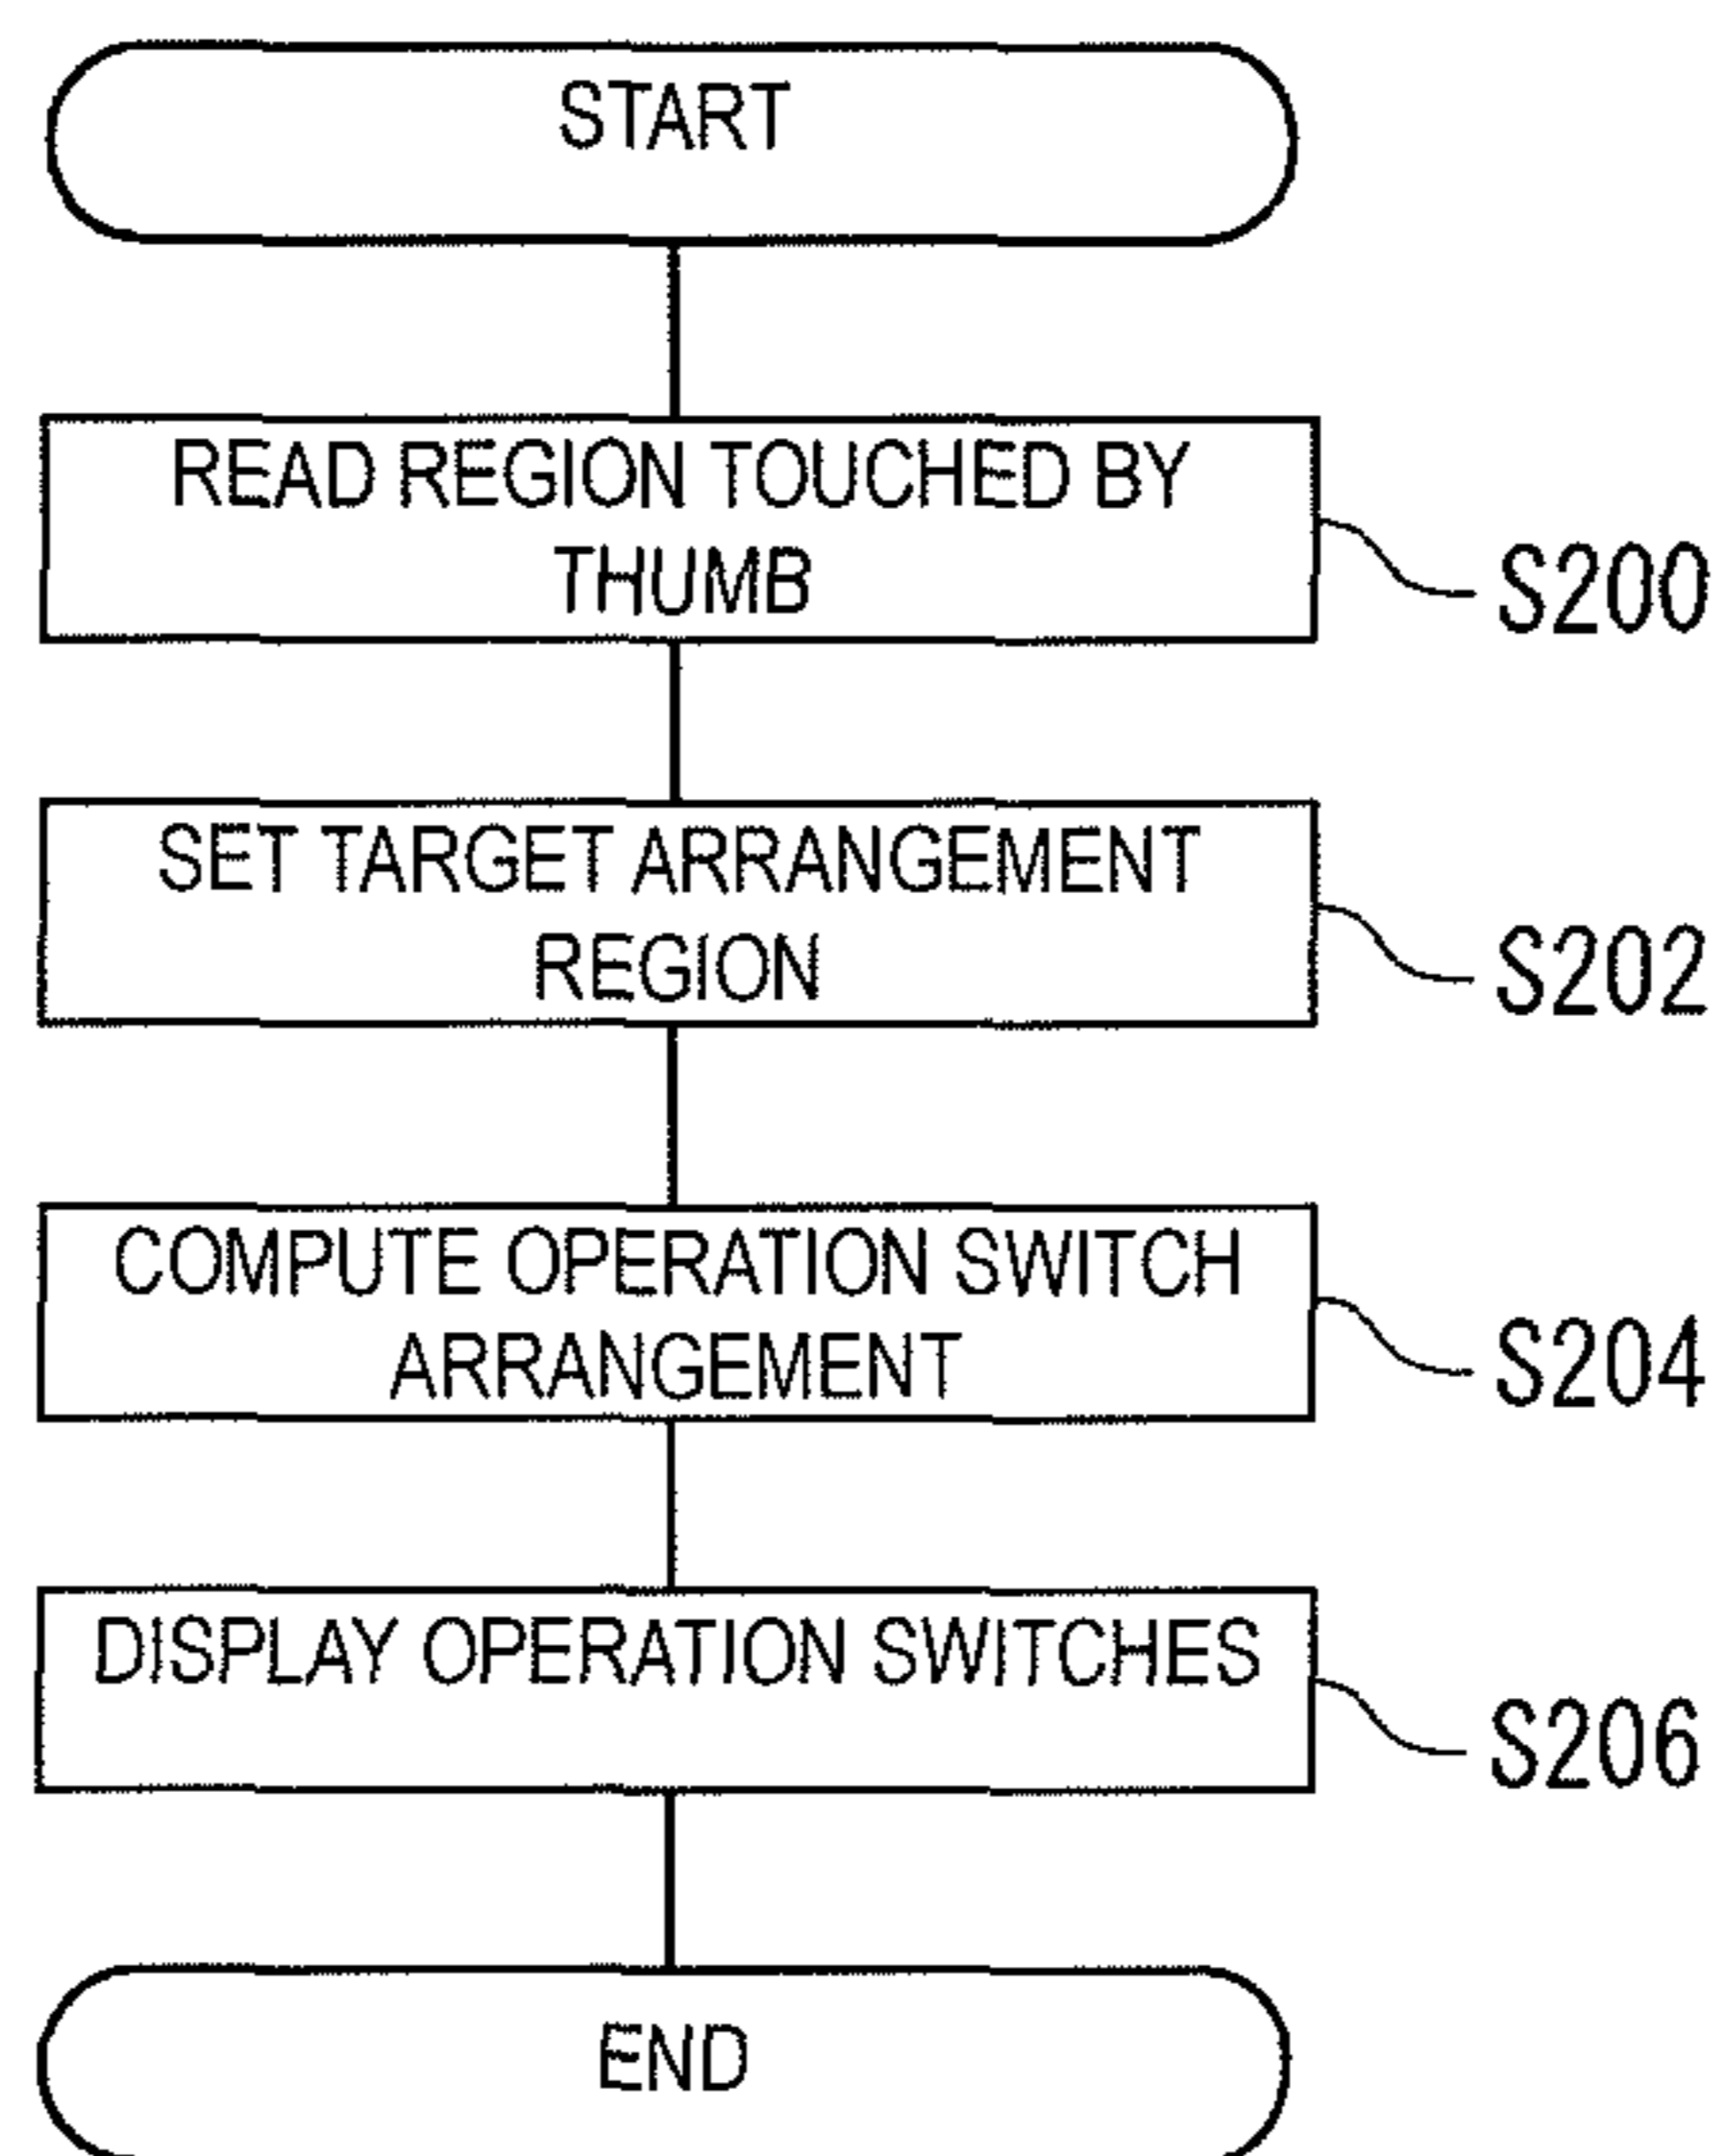 START
READ REGION TOUCHED BY
THUMB
S200
SET TARGET ARRANGEMENT
REGION
S202
COMPUTE OPERATION SWITCH
ARRANGEMENT
S204
DISPLAY OPERATION SWITCHES
S206
END